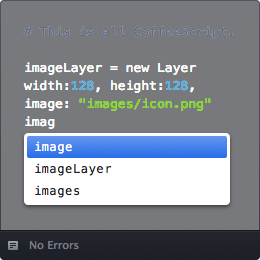 # This is all CoffeeScript.
imageLayer = new Layer
width:128, height:128,
image: "images/icon.png"
imag
image
imageLayer
images
No Errors